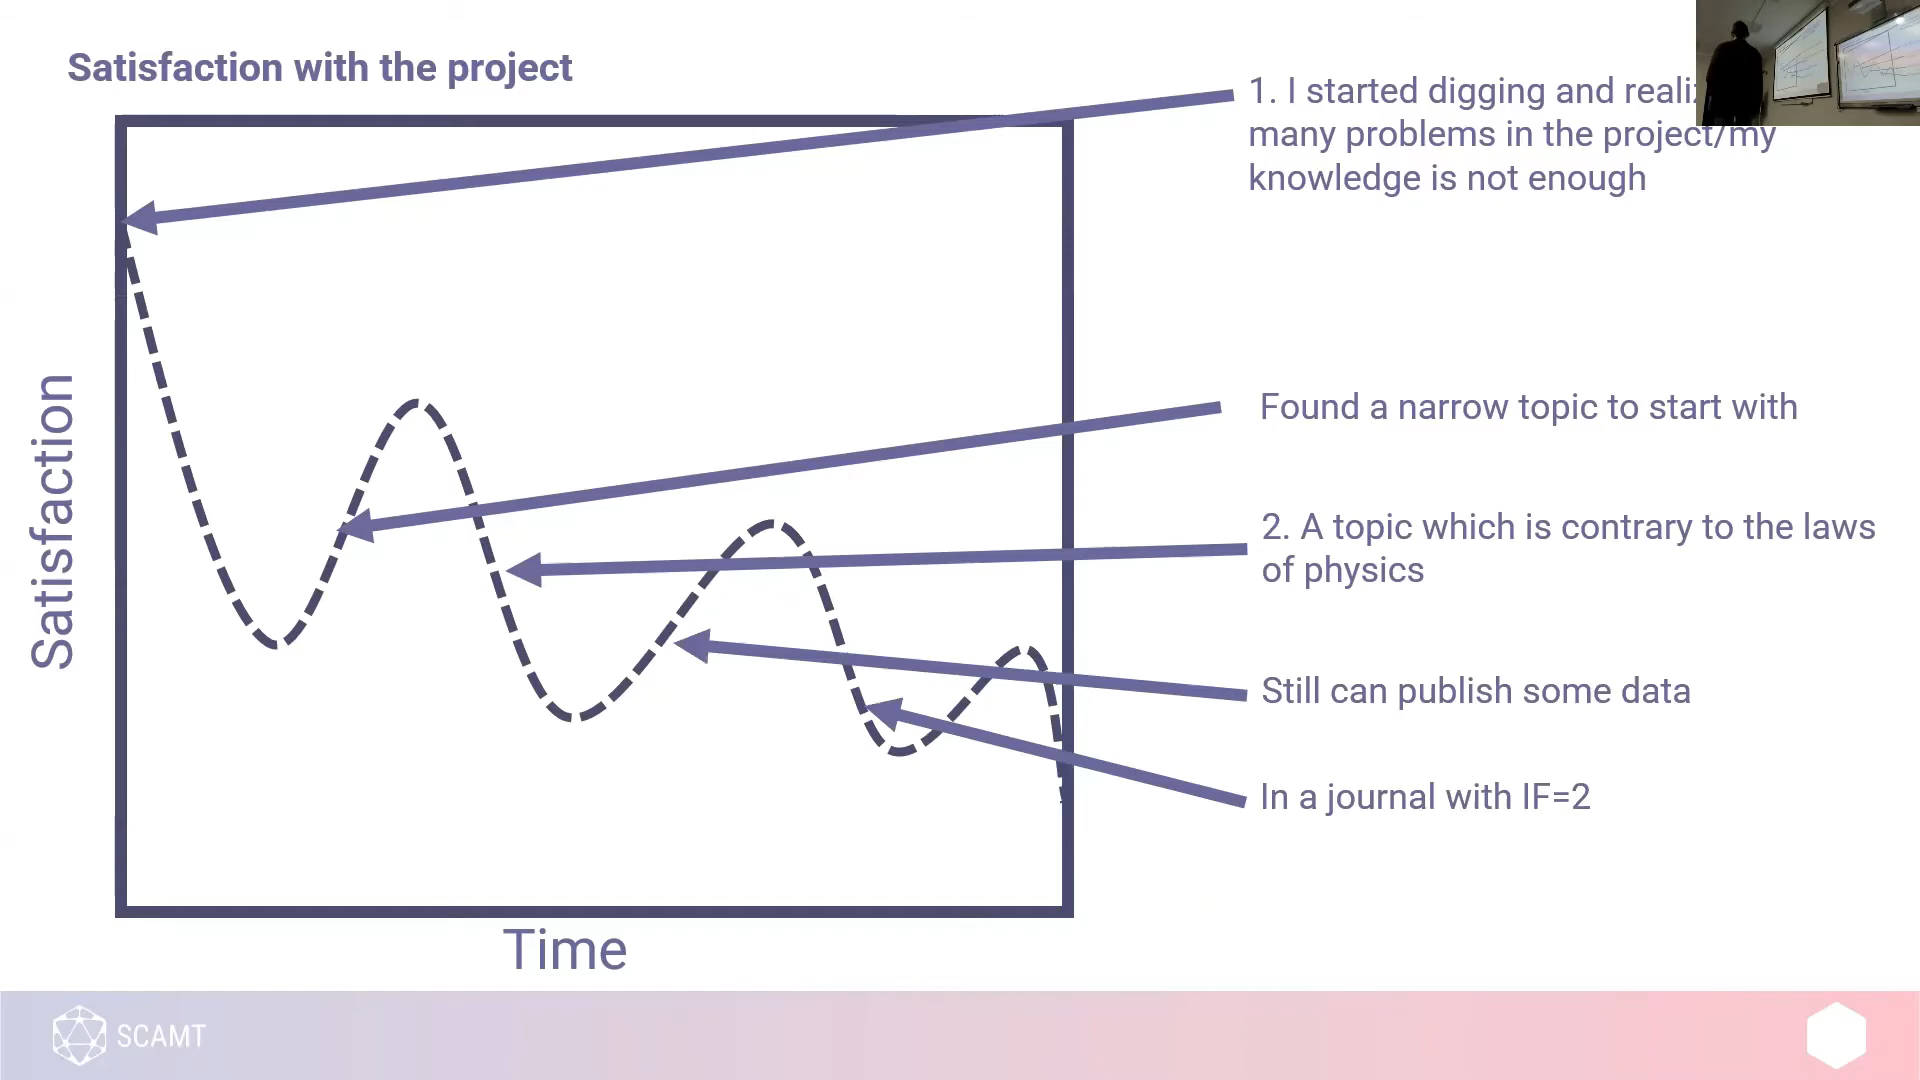 Satisfaction with the project
1. I started digging and
many problems in the project/my
knowledge is not enough
Found a narrow topic to start with
2. A topic which is contrary to the laws
of physics
Still can publish some data
In a journal with IF=2
Satisfaction
Time
SCAMT